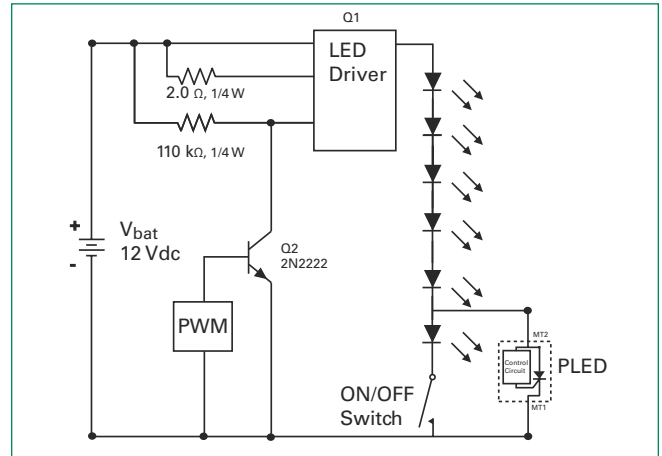 Q1
LED
Driver
2.0 Ω, 1/4 W
110 kΩ, 1/4 W
+
Vbat
12 Vdc
-
Q2
2N2222
PWM
MT2
Control
Circuit
PLED
MT1
ON/OFF
Switch